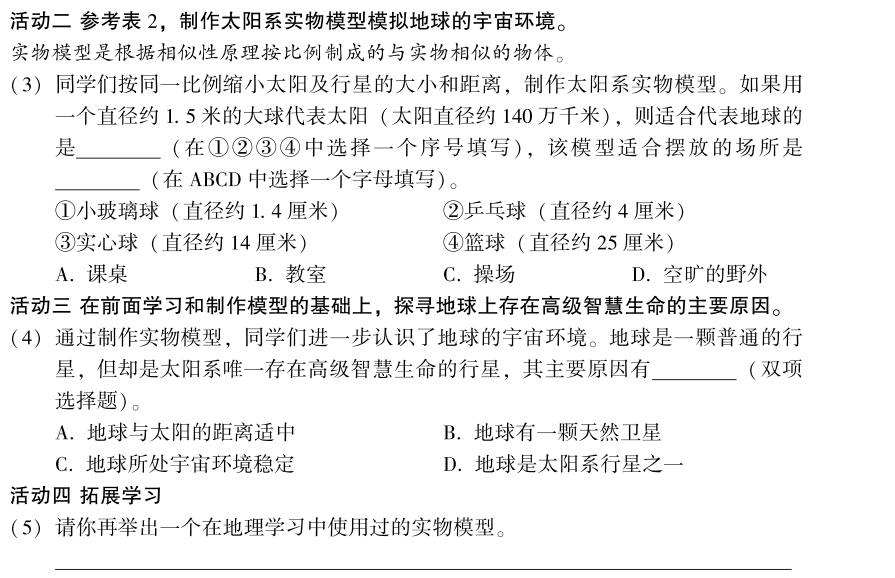 活动二 参考表 2，制作太阳系实物模型模拟地球的宇宙环境。
实物模型是根据相似性原理按比例制成的与实物相似的物体。
（3）同学们按同一比例缩小太阳及行星的大小和距离，制作太阳系实物模型。如果用
一个直径约 1.5 米的大球代表太阳（太阳直径约 140 万千米），则适合代表地球的
是________（在①②③④中选择一个序号填写），该模型适合摆放的场所是
________（在 ABCD 中选择一个字母填写）。
①小玻璃球（直径约 1.4 厘米） ②乒乓球（直径约 4 厘米）
③实心球（直径约 14 厘米） ④篮球（直径约 25 厘米）
A. 课桌 B. 教室 C. 操场 D. 空旷的野外
活动三 在前面学习和制作模型的基础上，探寻地球上存在高级智慧生命的主要原因。
（4）通过制作实物模型，同学们进一步认识了地球的宇宙环境。地球是一颗普通的行
星，但却是太阳系唯一存在高级智慧生命的行星，其主要原因有________（双项
选择题）。
A. 地球与太阳的距离适中 B. 地球有一颗天然卫星
C. 地球所处宇宙环境稳定 D. 地球是太阳系行星之一
活动四 拓展学习
（5）请你再举出一个在地理学习中使用过的实物模型。